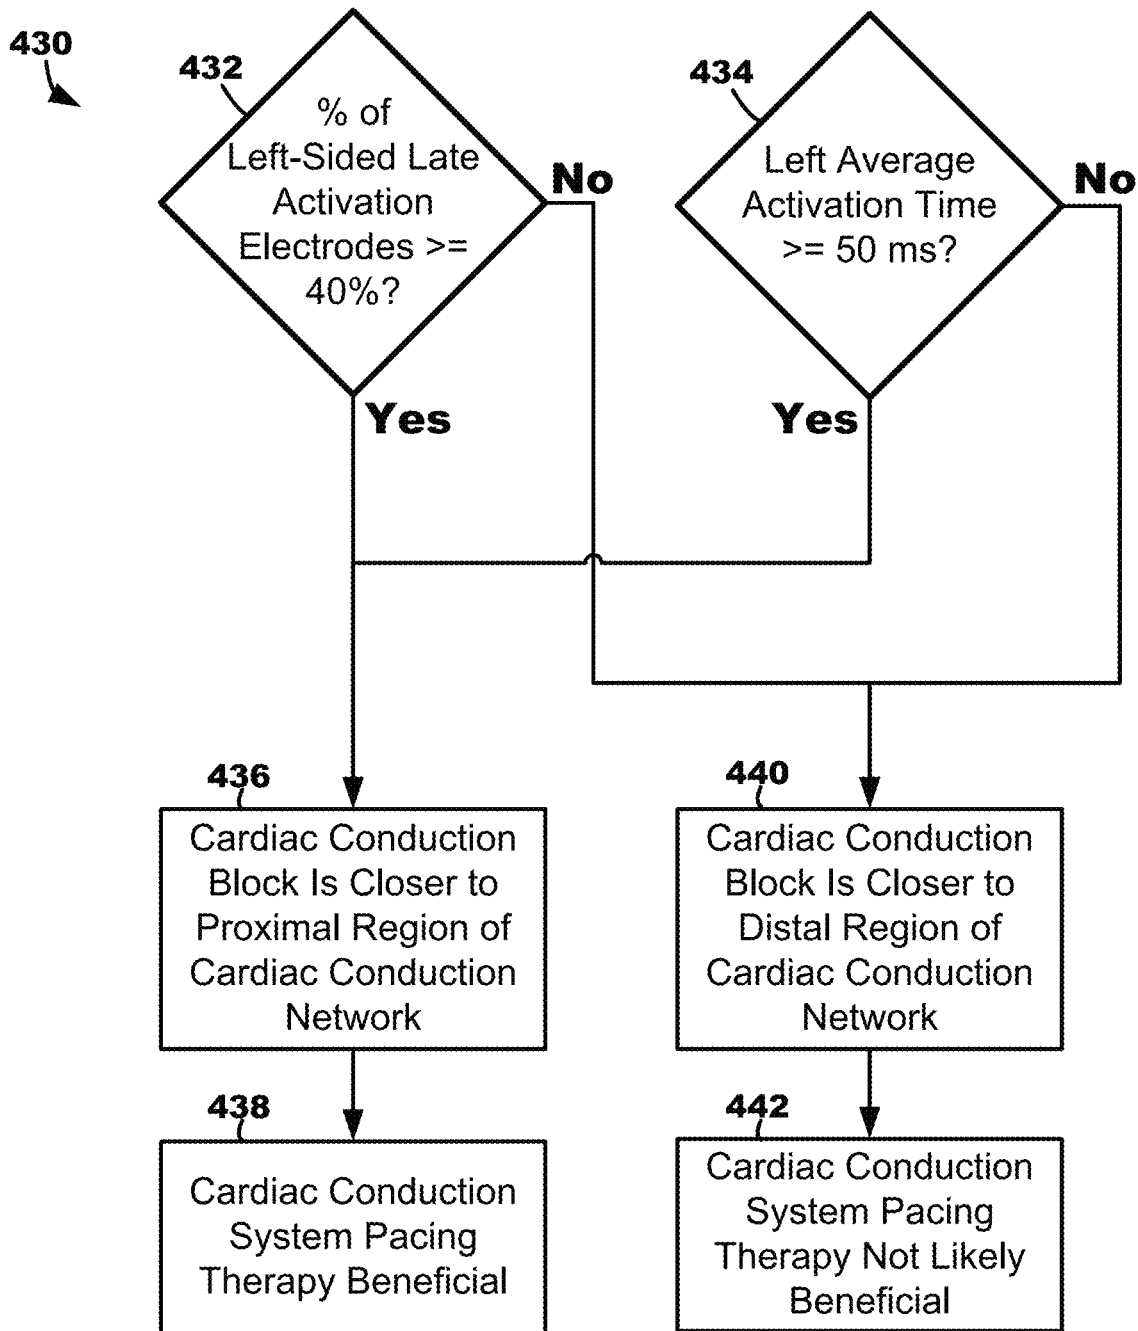 430
432
% of
Left-Sided Late
Activation
Electrodes >=
40%?
No
Yes
434
Left Average
Activation Time
>= 50 ms?
No
Yes
436
Cardiac Conduction
Block Is Closer to
Proximal Region of
Cardiac Conduction
Network
440
Cardiac Conduction
Block Is Closer to
Distal Region of
Cardiac Conduction
Network
438
Cardiac Conduction
System Pacing
Therapy Beneficial
442
Cardiac Conduction
System Pacing
Therapy Not Likely
Beneficial